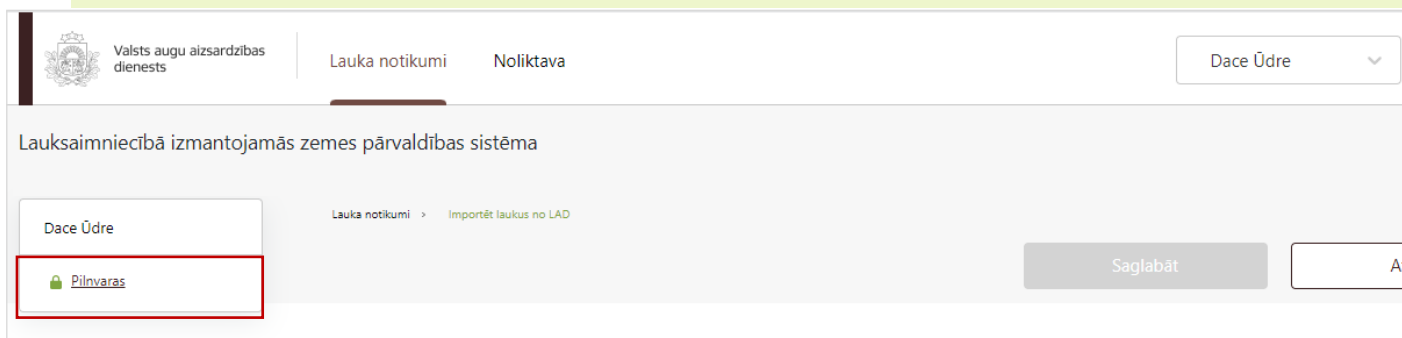 Valsts augu aizsardzības
dienests
Lauka notikumi
Noliktava
Dace Ūdre
Lauksaimniecībā izmantojamās zemes pārvaldības sistēma
Dace Ūdre
Lauka notikumi > Importēt laukus no LAD
Pilnvaras
Saglabāt